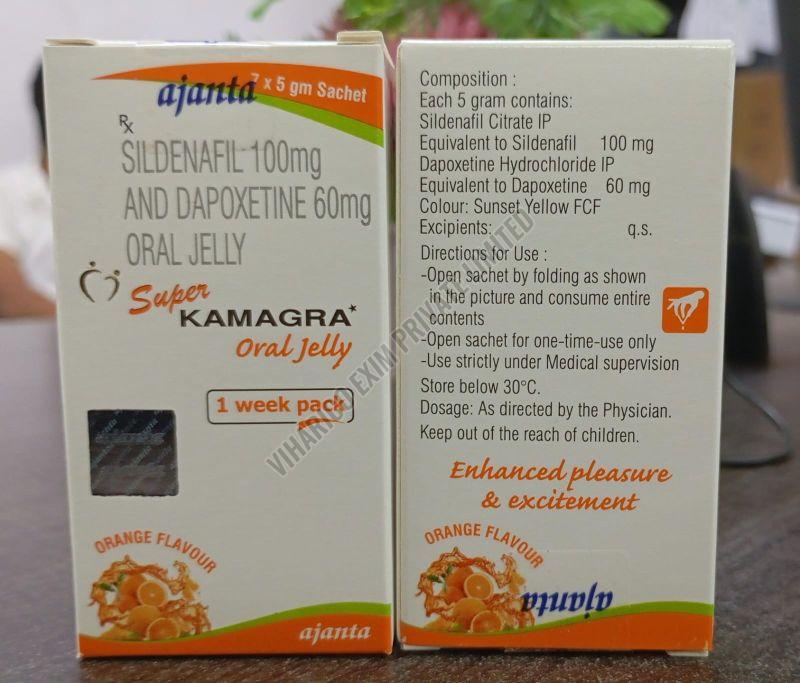 ajanta
7 x 5 gm Sachet
Rx
SILDENAFIL 100mg
AND DAPOXETINE 60mg
ORAL JELLY
Super
KAMAGRA*
Oral Jelly
1 week pack
ajanta
ORANGE FLAVOUR
ajanta
Composition :
Each 5 gram contains:
Sildenafil Citrate IP
Equivalent to Sildenafil 100 mg
Dapoxetine Hydrochloride IP
Equivalent to Dapoxetine 60 mg
Colour: Sunset Yellow FCF
Excipients: q.s.
Directions for Use :
-Open sachet by folding as shown
in the picture and consume entire
contents
-Open sachet for one-time-use only
-Use strictly under Medical supervision
Store below 30°C.
Dosage: As directed by the Physician.
Keep out of the reach of children.
Enhanced pleasure
& excitement
ORANGE FLAVOUR
ajanta
VIHARIGO EXIM PRIVATE LIMITED